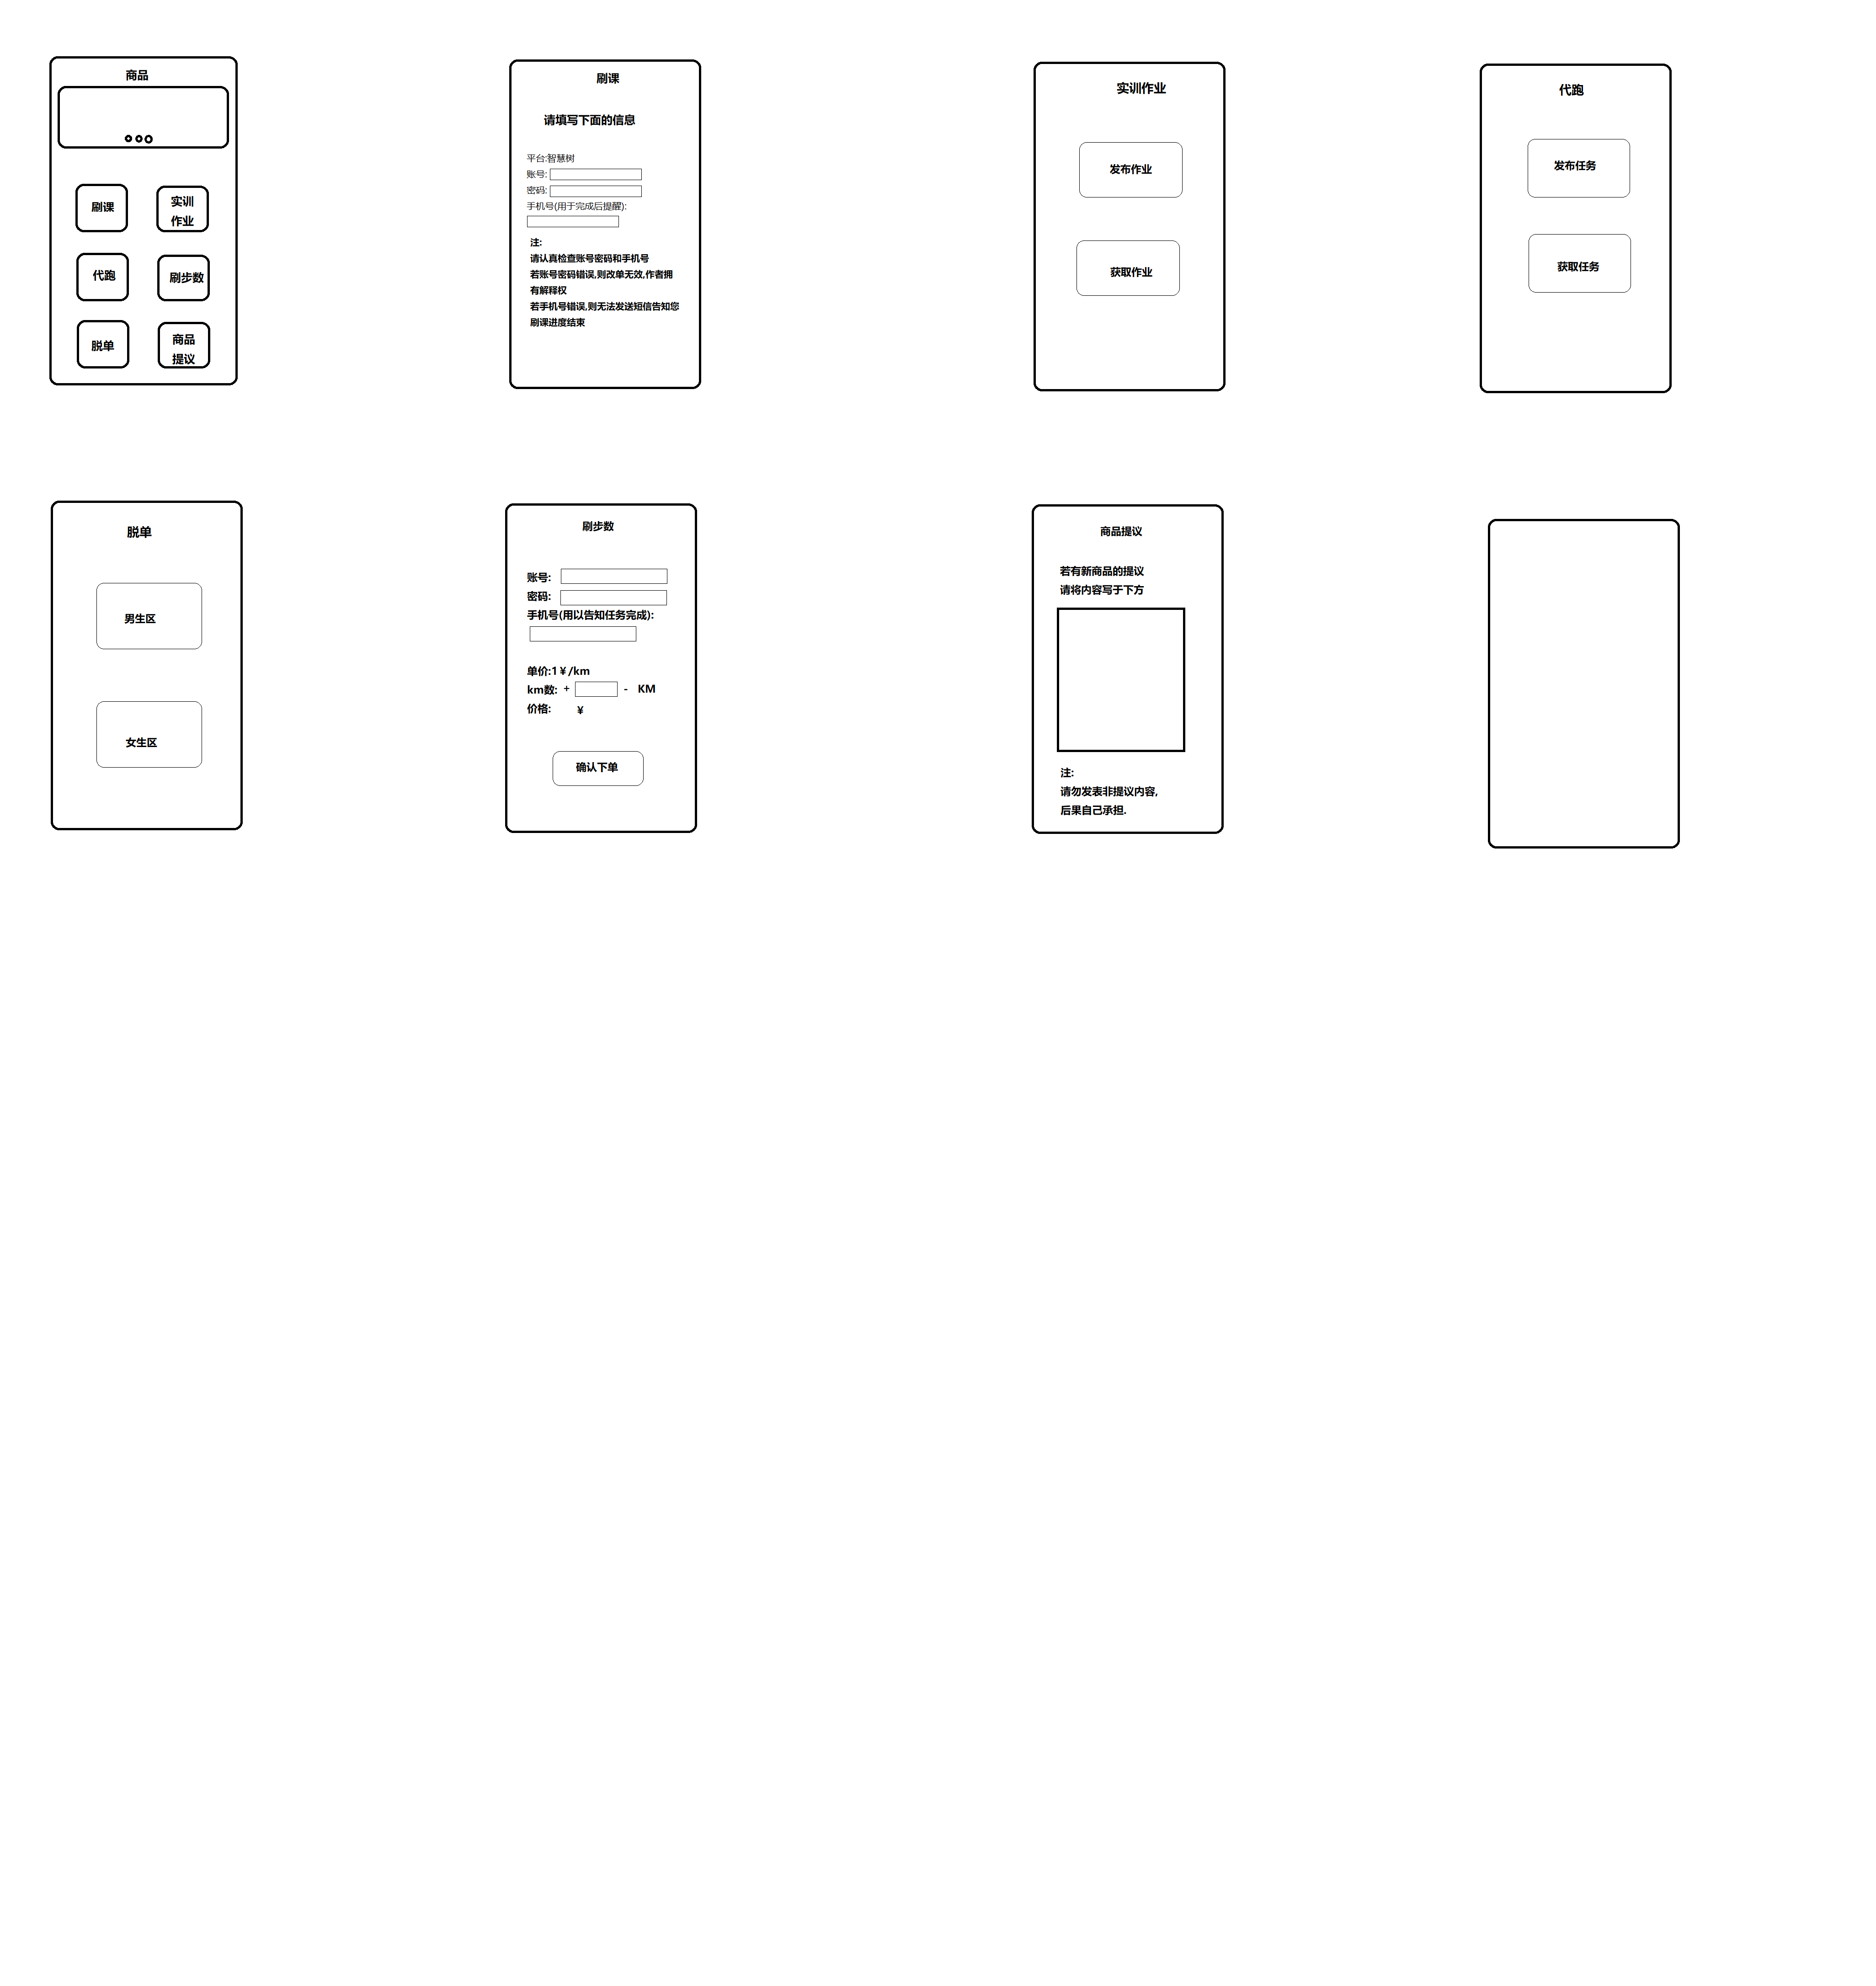 商品
刷课
实训
作业
代跑
刷步数
脱单
商品
提议
刷课
请填写下面的信息
平台:智慧树
账号:
密码:
手机号(用于完成后提醒):
注:
请认真检查账号密码和手机号
若账号密码错误,则改单无效,作者拥
有解释权
若手机号错误,则无法发送短信告知您
刷课进度结束
实训作业
发布作业
获取作业
代跑
发布任务
获取任务
脱单
男生区
女生区
刷步数
账号:
密码:
手机号(用以告知任务完成):
单价:1￥/km
km数: + - KM
价格: ￥
确认下单
商品提议
若有新商品的提议
请将内容写于下方
注:
请勿发表非提议内容,
后果自己承担.